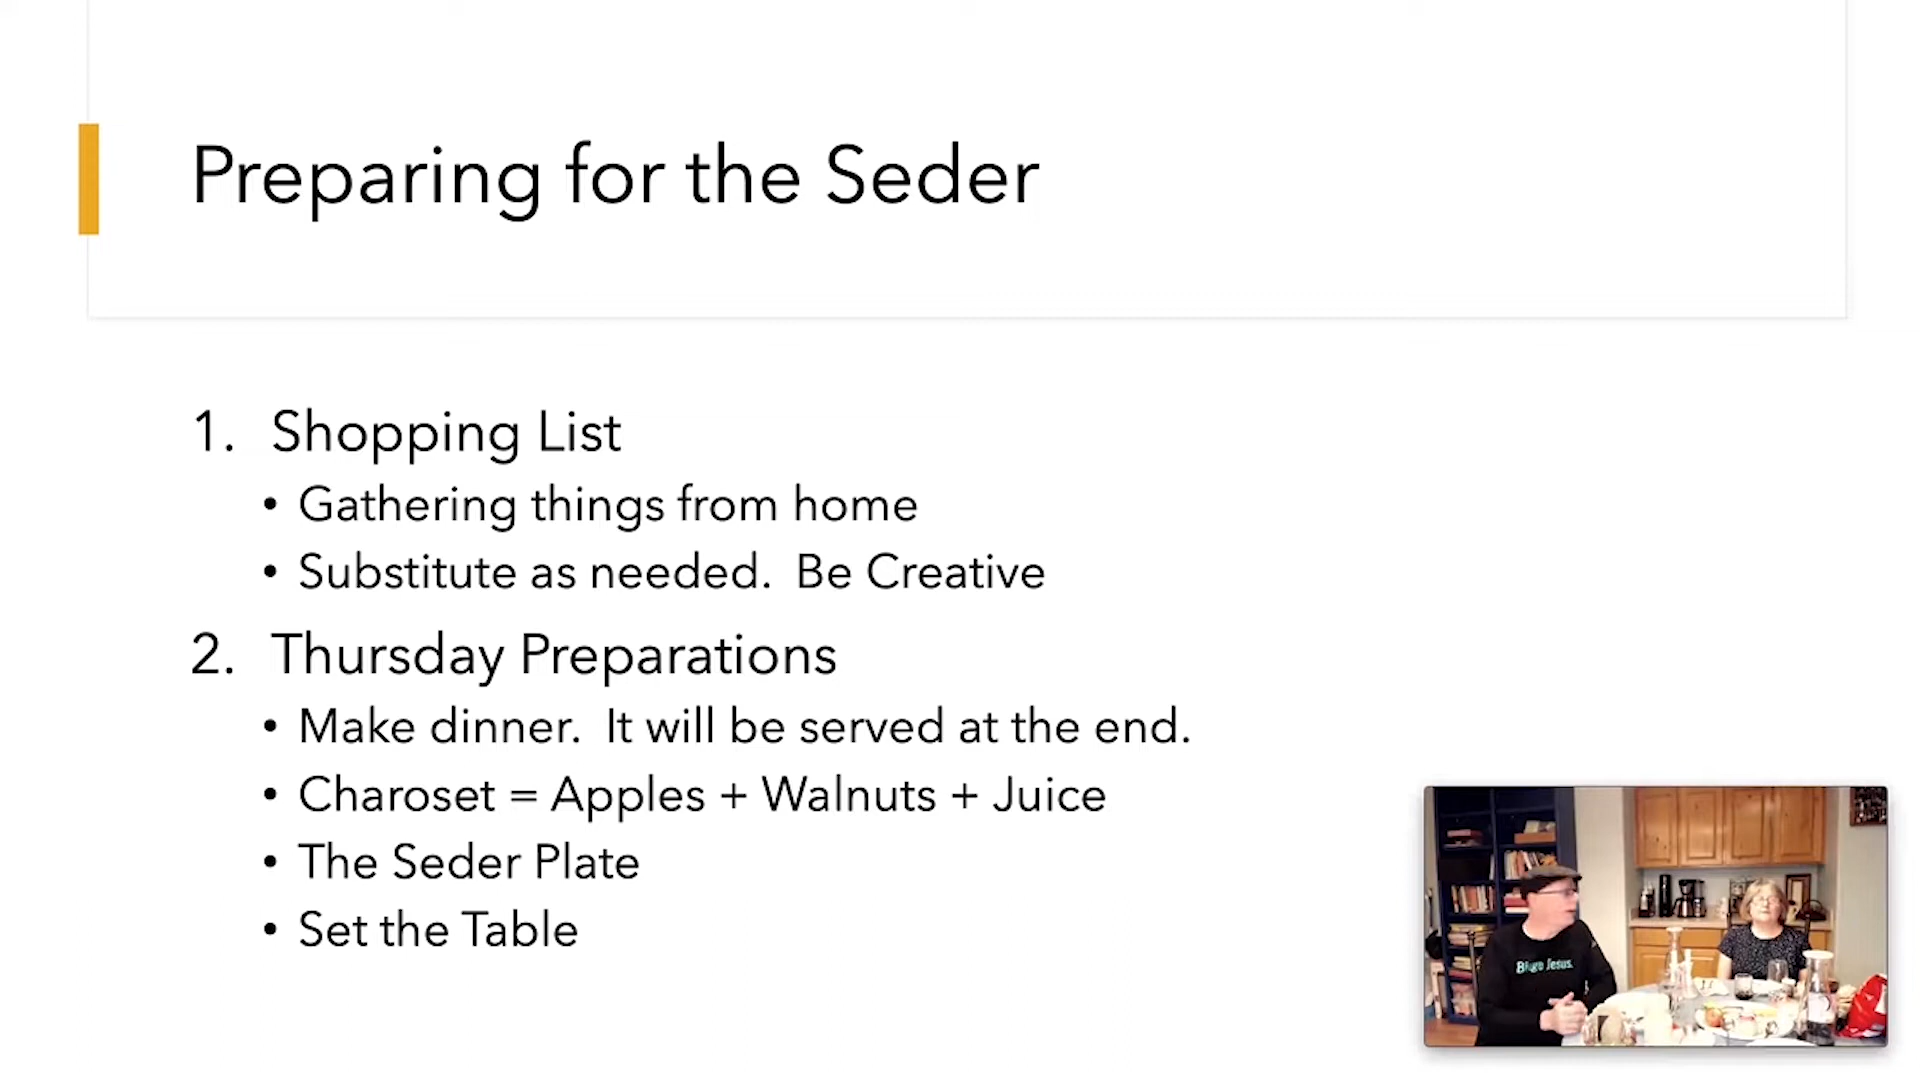 Preparing for the Seder
1. Shopping List
• Gathering things from home
• Substitute as needed.  Be Creative
2. Thursday Preparations
• Make dinner.  It will be served at the end.
• Charoset = Apples + Walnuts + Juice
• The Seder Plate
• Set the Table
Jesus.